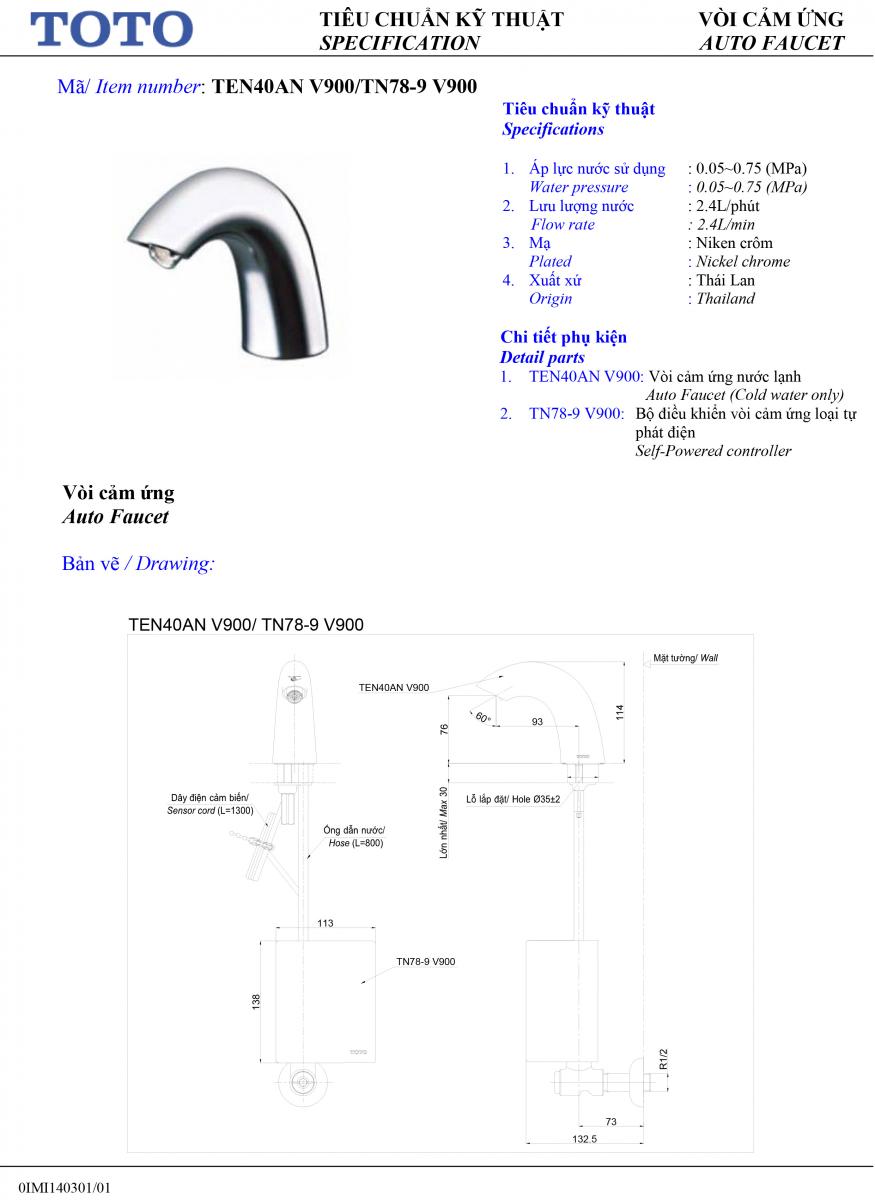 TOTO
TIÊU CHUẨN KỸ THUẬT
SPECIFICATION
VÒI CẢM ỨNG
AUTO FAUCET
Mã/ Item number: TEN40AN V900/TN78-9 V900
Tiêu chuẩn kỹ thuật
Specifications
1. Áp lực nước sử dụng : 0.05~0.75 (MPa)
Water pressure : 0.05~0.75 (MPa)
2. Lưu lượng nước : 2.4L/phút
Flow rate : 2.4L/min
3. Mạ : Niken crôm
Plated : Nickel chrome
4. Xuất xứ : Thái Lan
Origin : Thailand
Chi tiết phụ kiện
Detail parts
1. TEN40AN V900: Vòi cảm ứng nước lạnh
Auto Faucet (Cold water only)
2. TN78-9 V900: Bộ điều khiển vòi cảm ứng loại tự
phát điện
Self-Powered controller
Vòi cảm ứng
Auto Faucet
Bản vẽ / Drawing:
TEN40AN V900/ TN78-9 V900
Mặt tường/ Wall
TEN40AN V900
60°
93
76
114
TOTO
Dây điện cảm biến/
Sensor cord (L=1300)
Ống dẫn nước/
Hose (L=800)
Lớn nhất/ Max 30
Lỗ lắp đặt/ Hole Ø35±2
113
TN78-9 V900
138
TOTO
R1/2
73
132.5
0IMI140301/01